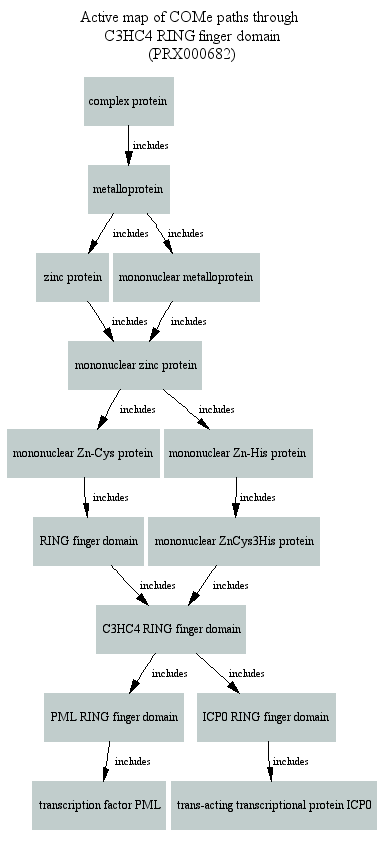 Active map of COMe paths through
C3HC4 RING finger domain
(PRX000682)
complex protein
includes
metalloprotein
includes includes
zinc protein mononuclear metalloprotein
includes includes
mononuclear zinc protein
includes includes
mononuclear Zn-Cys protein mononuclear Zn-His protein
includes includes
RING finger domain mononuclear ZnCys3His protein
includes includes
C3HC4 RING finger domain
includes includes
PML RING finger domain ICP0 RING finger domain
includes includes
transcription factor PML trans-acting transcriptional protein ICP0